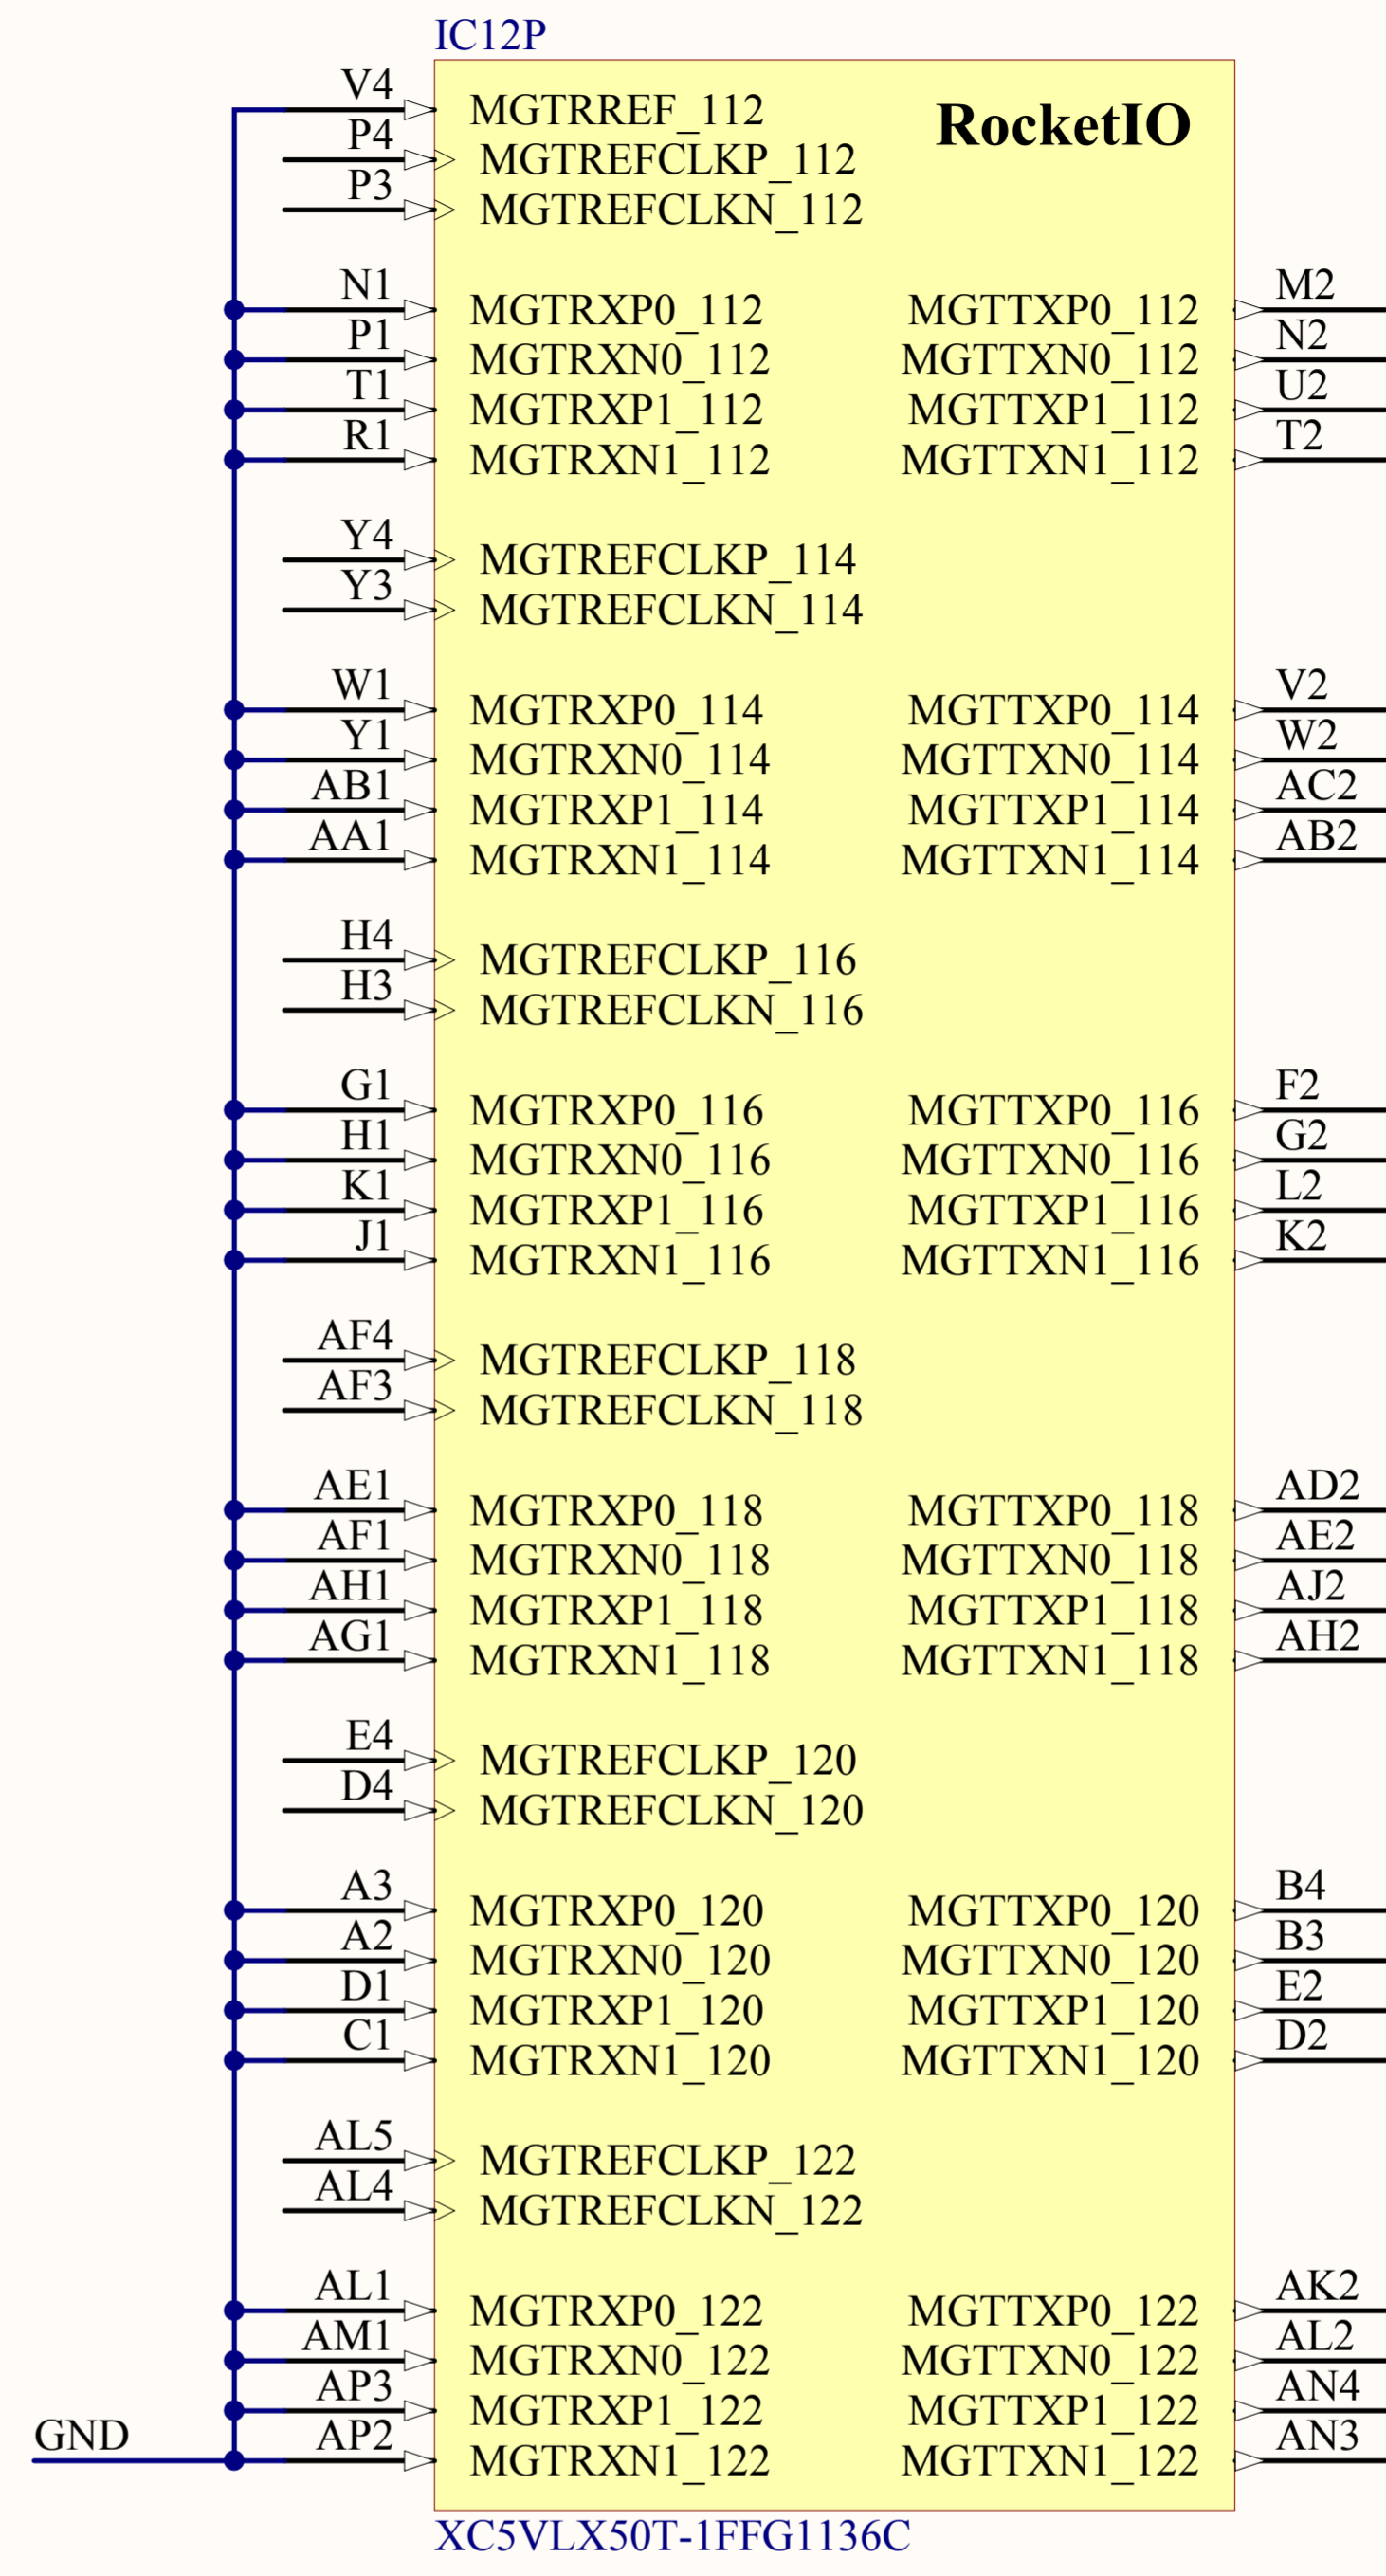 IC12P
RocketIO
V4 MGTRREF_112
P4 MGTREFCLKP_112
P3 MGTREFCLKN_112
N1 MGTRXP0_112 MGTTXP0_112 M2
P1 MGTRXN0_112 MGTTXN0_112 N2
T1 MGTRXP1_112 MGTTXP1_112 U2
R1 MGTRXN1_112 MGTTXN1_112 T2
Y4 MGTREFCLKP_114
Y3 MGTREFCLKN_114
W1 MGTRXP0_114 MGTTXP0_114 V2
Y1 MGTRXN0_114 MGTTXN0_114 W2
AB1 MGTRXP1_114 MGTTXP1_114 AC2
AA1 MGTRXN1_114 MGTTXN1_114 AB2
H4 MGTREFCLKP_116
H3 MGTREFCLKN_116
G1 MGTRXP0_116 MGTTXP0_116 F2
H1 MGTRXN0_116 MGTTXN0_116 G2
K1 MGTRXP1_116 MGTTXP1_116 L2
J1 MGTRXN1_116 MGTTXN1_116 K2
AF4 MGTREFCLKP_118
AF3 MGTREFCLKN_118
AE1 MGTRXP0_118 MGTTXP0_118 AD2
AF1 MGTRXN0_118 MGTTXN0_118 AE2
AH1 MGTRXP1_118 MGTTXP1_118 AJ2
AG1 MGTRXN1_118 MGTTXN1_118 AH2
E4 MGTREFCLKP_120
D4 MGTREFCLKN_120
A3 MGTRXP0_120 MGTTXP0_120 B4
A2 MGTRXN0_120 MGTTXN0_120 B3
D1 MGTRXP1_120 MGTTXP1_120 E2
C1 MGTRXN1_120 MGTTXN1_120 D2
AL5 MGTREFCLKP_122
AL4 MGTREFCLKN_122
AL1 MGTRXP0_122 MGTTXP0_122 AK2
AM1 MGTRXN0_122 MGTTXN0_122 AL2
AP3 MGTRXP1_122 MGTTXP1_122 AN4
GND AP2 MGTRXN1_122 MGTTXN1_122 AN3
XC5VLX50T-1FFG1136C